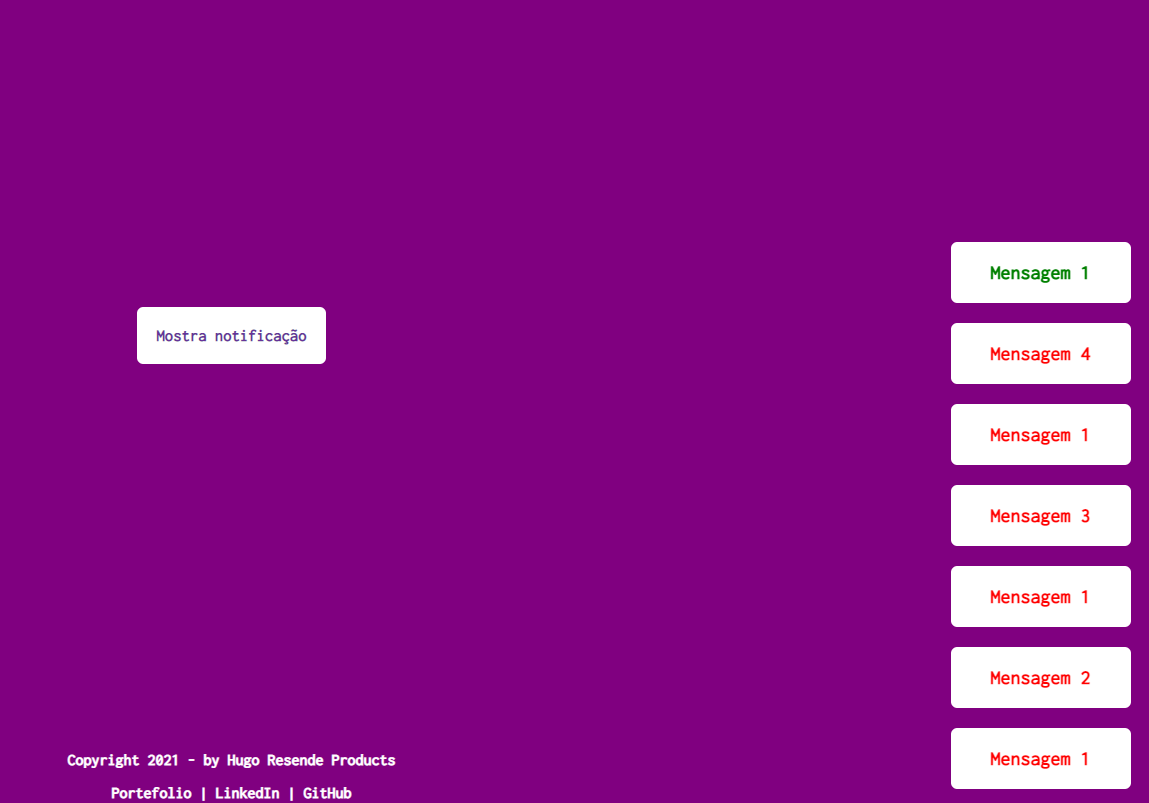 Mensagem 1
Mostra notificação
Mensagem 4
Mensagem 1
Mensagem 3
Mensagem 1
Mensagem 2
Mensagem 1
Copyright 2021 - by Hugo Resende Products
Portefolio | LinkedIn | GitHub